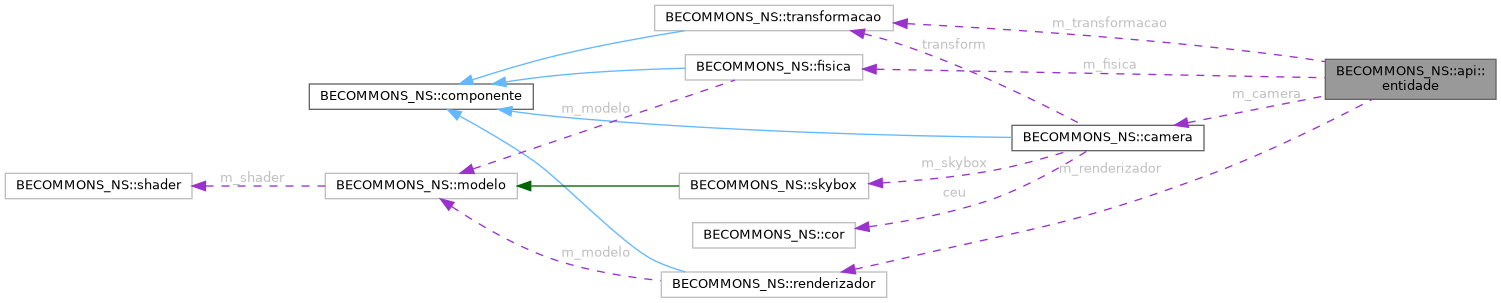 BECOMMONS_NS::transformacao
m_transformacao
transform
BECOMMONS_NS::fisica
m_fisica
BECOMMONS_NS::api::
entidade
BECOMMONS_NS::componente
m_modelo
m_camera
BECOMMONS_NS::camera
m_skybox
m_renderizador
BECOMMONS_NS::shader
m_shader
BECOMMONS_NS::modelo
BECOMMONS_NS::skybox
ceu
BECOMMONS_NS::cor
m_modelo
BECOMMONS_NS::renderizador